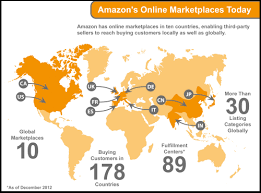 Amazon's Online Marketplaces Today
Amazon has online marketplaces in ten countries, enabling third-party
sellers to reach buying customers locally as well as globally.
CA
US
UK
FR
ES
DE
IT
CN
IN
JP
More Than
30
Listing
Categories
Globally
Global
Marketplaces
10
Buying
Customers in
178
Countries
Fulfillment
Centers*
89
*As of December 2012